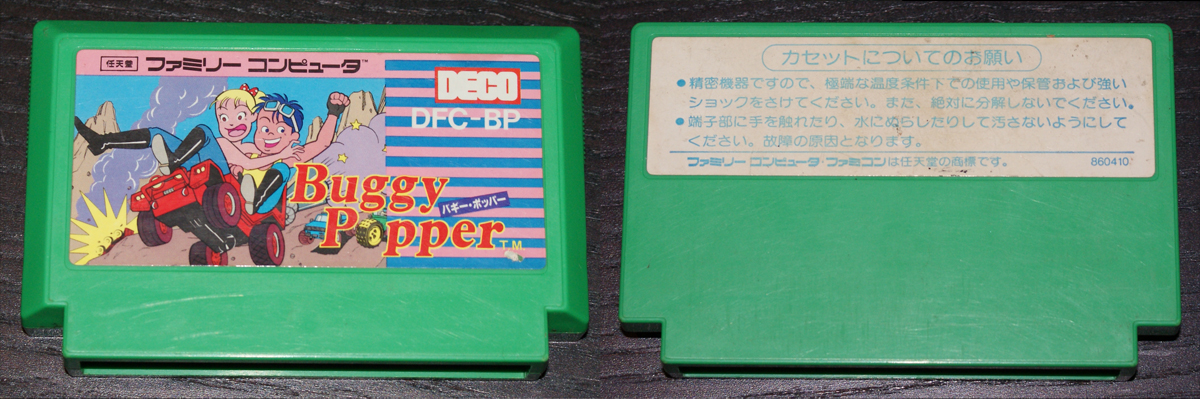 任天堂 ファミリー コンピュータ™
DECO
DFC-BP
Buggy
バギー・ポッパー
Popper™
カセットについてのお願い
●精密機器ですので、極端な温度条件下での使用や保管および強い
ショックをさけてください。また、絶対に分解しないでください。
●端子部に手を触れたり、水にぬらしたりして汚さないようにして
ください。故障の原因となります。
ファミリー コンピュータ・ファミコンは任天堂の商標です。 860410